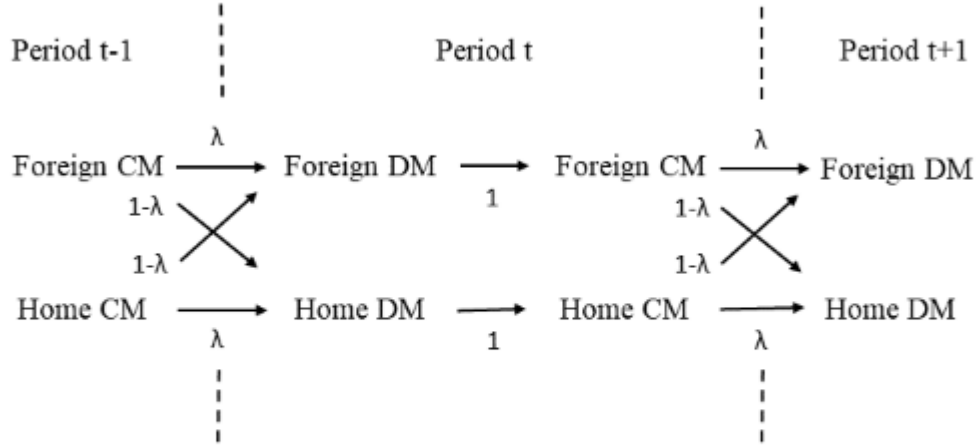 Period t-1 Period t Period t+1
λ λ
Foreign CM Foreign DM Foreign CM Foreign DM
1
1-λ 1-λ
1-λ 1-λ
Home CM Home DM Home CM Home DM
λ 1 λ